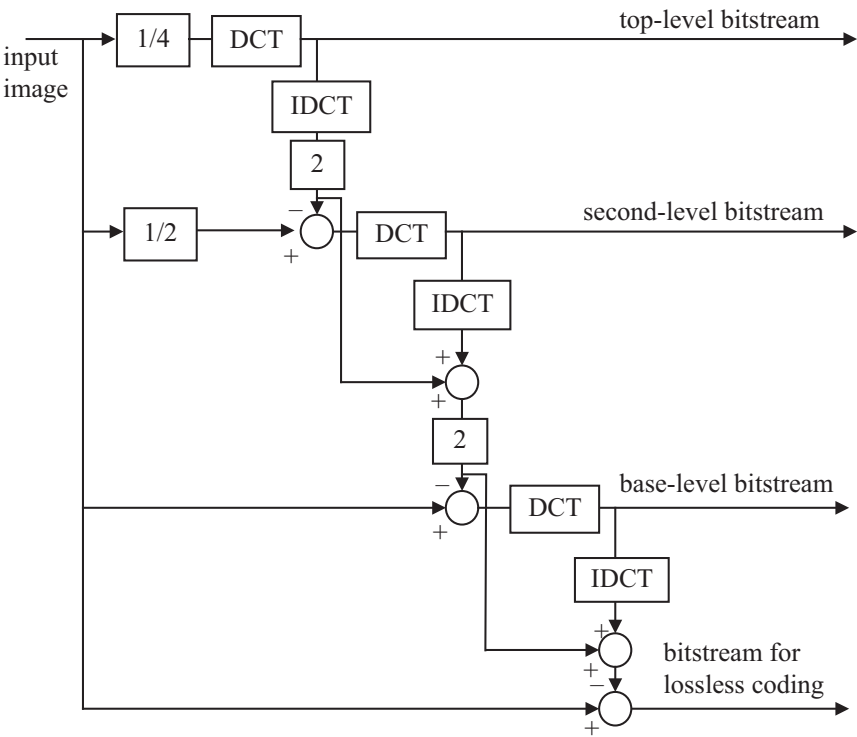 top-level bitstream
input
image
1/4
DCT
IDCT
2
−
second-level bitstream
1/2
DCT
+
IDCT
+
+
2
−
base-level bitstream
DCT
+
IDCT
+
+
bitstream for
lossless coding
−
+